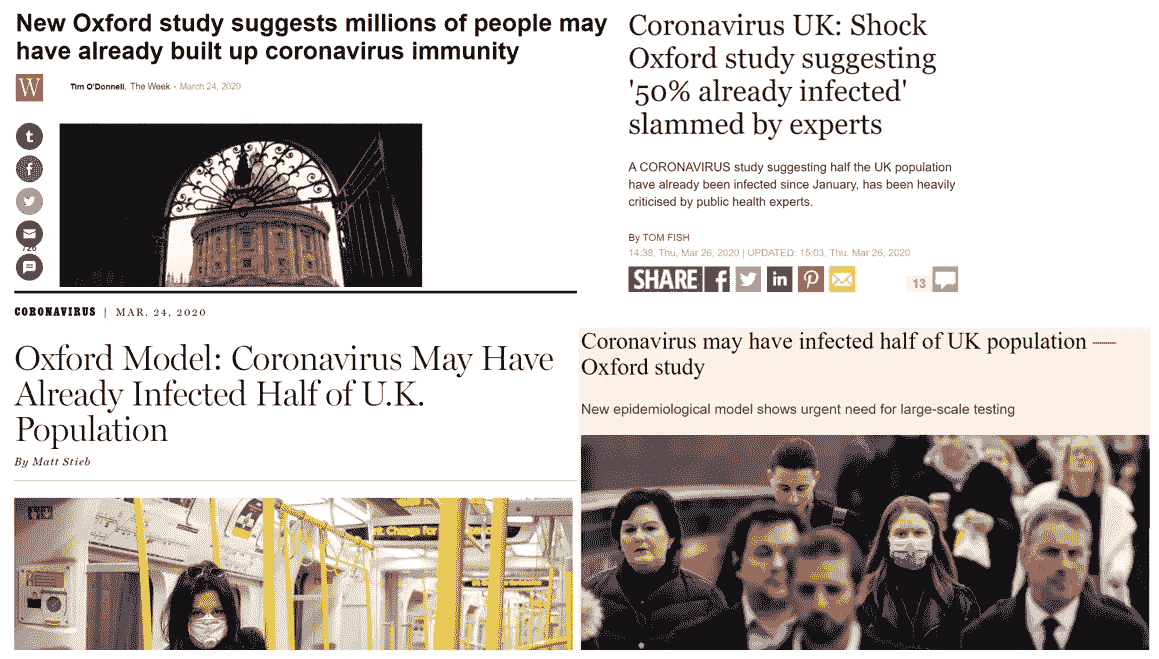 New Oxford study suggests millions of people may
have already built up coronavirus immunity
W
Tim O'Donnell, The Week - March 24, 2020
726
Coronavirus UK: Shock
Oxford study suggesting
'50% already infected'
slammed by experts
A CORONAVIRUS study suggesting half the UK population
have already been infected since January, has been heavily
criticised by public health experts.
By TOM FISH
14:38, Thu, Mar 26, 2020 | UPDATED: 15:03, Thu, Mar 26, 2020
SHARE
13
CORONAVIRUS | MAR. 24, 2020
Oxford Model: Coronavirus May Have
Already Infected Half of U.K.
Population
By Matt Stieb
Change for
Coronavirus may have infected half of UK population —
Oxford study
New epidemiological model shows urgent need for large-scale testing